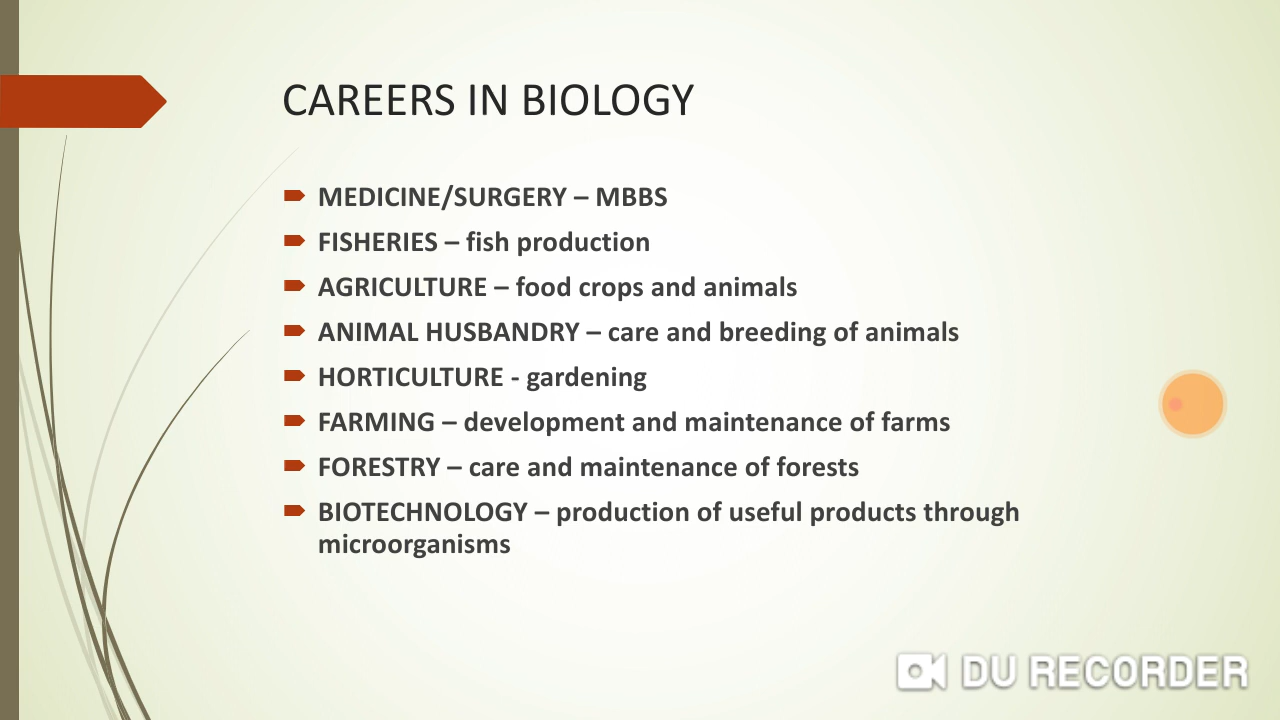 CAREERS IN BIOLOGY
MEDICINE/SURGERY – MBBS
FISHERIES – fish production
AGRICULTURE – food crops and animals
ANIMAL HUSBANDRY – care and breeding of animals
HORTICULTURE - gardening
FARMING – development and maintenance of farms
FORESTRY – care and maintenance of forests
BIOTECHNOLOGY – production of useful products through
microorganisms
DU RECORDER